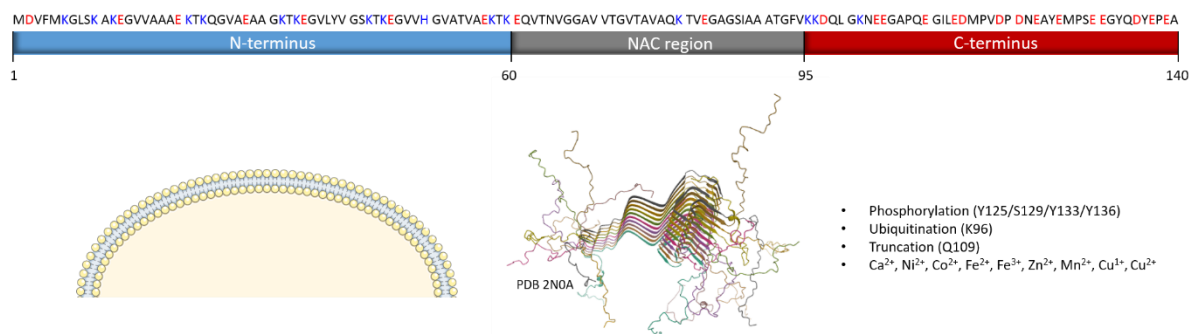 MDVFMKGLSK AKEGVVAAAE KTKQGVAEAA GKTKEGVLYV GSKTKEGVVH GVATVAEKTK EQVTNVGGAV VTGVTAVAQK TVEGAGSIAA ATGFVKKDQL GKNEEGAPQE GILEDMPVDP DNEAYEMPSE EGYQDYEPEA
N-terminus NAC region C-terminus
1 60 95 140
• Phosphorylation (Y125/S129/Y133/Y136)
• Ubiquitination (K96)
• Truncation (Q109)
• Ca²⁺, Ni²⁺, Co²⁺, Fe²⁺, Fe³⁺, Zn²⁺, Mn²⁺, Cu¹⁺, Cu²⁺
PDB 2N0A